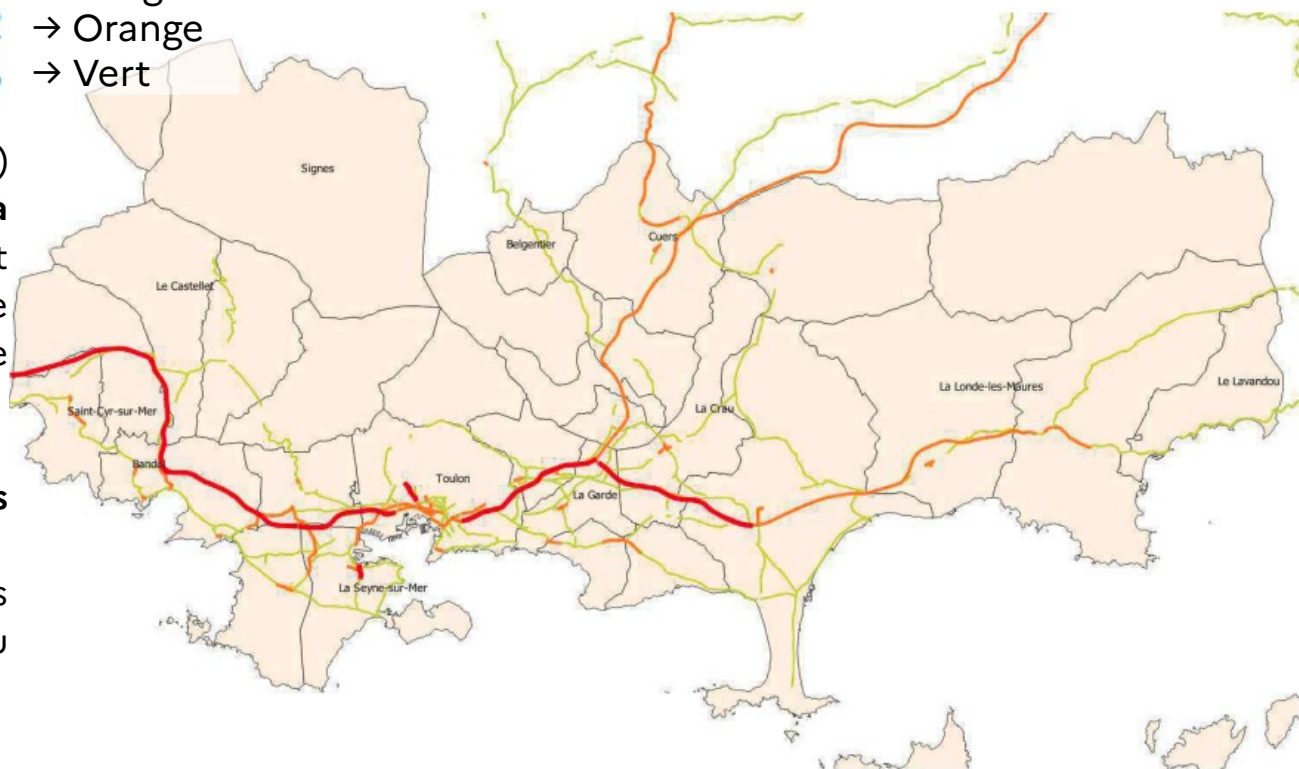 → Orange
→ Vert
)
a
t
e
e
s
s
u
Signes
Cuers
Belgentier
Le Castellet
La Londe-les-Maures
Le Lavandou
Saint-Cyr-sur-Mer
La Crau
Bandol
Toulon
La Garde
La Seyne-sur-Mer